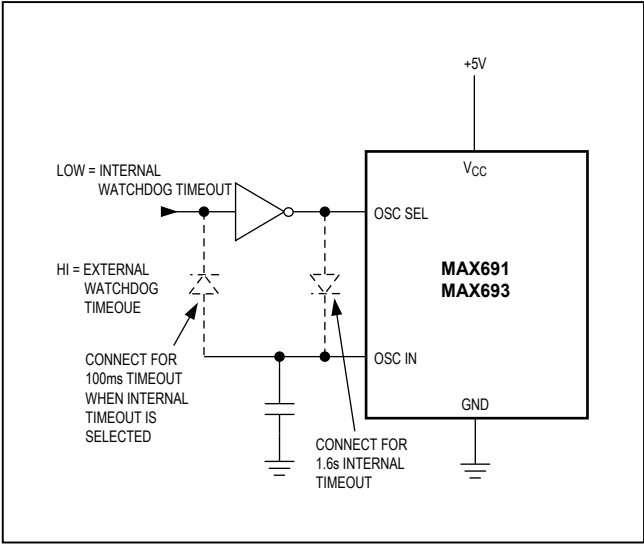 +5V
VCC
LOW = INTERNAL
WATCHDOG TIMEOUT
OSC SEL
HI = EXTERNAL
WATCHDOG
TIMEOUE
MAX691
MAX693
CONNECT FOR
100ms TIMEOUT
WHEN INTERNAL
TIMEOUT IS
SELECTED
OSC IN
GND
CONNECT FOR
1.6s INTERNAL
TIMEOUT